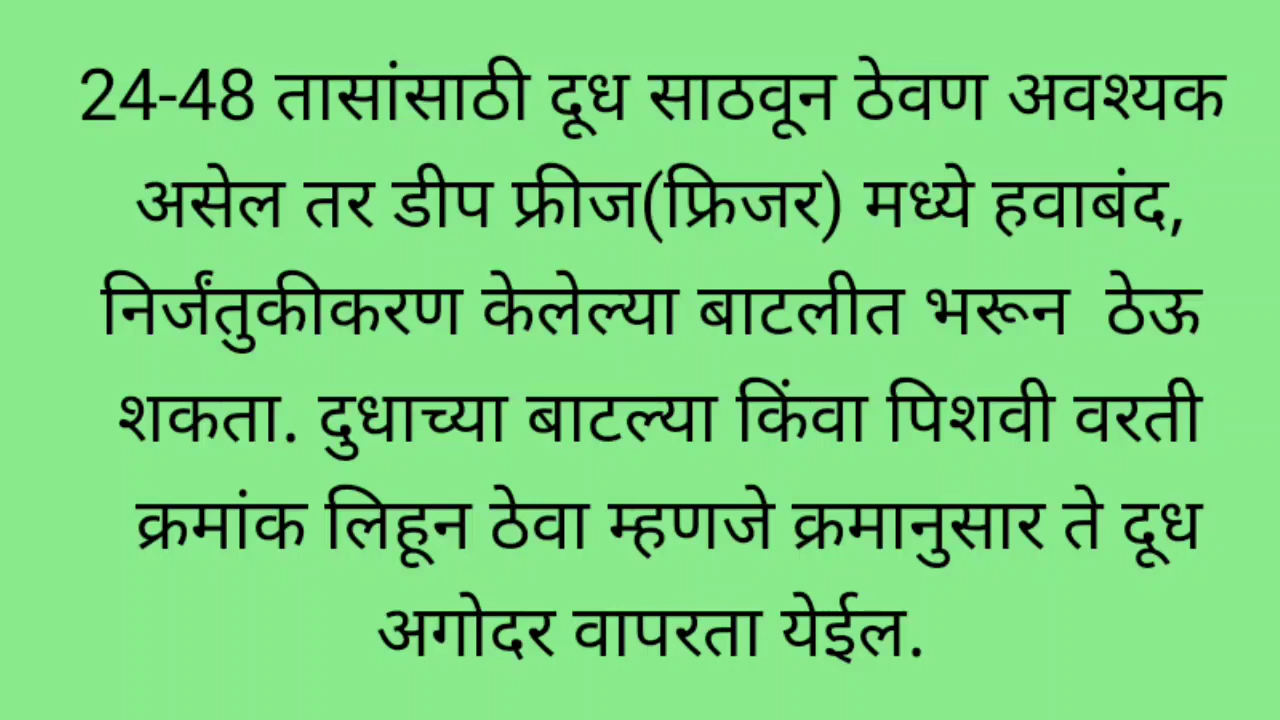 24-48 तासांसाठी दूध साठवून ठेवण अवश्यक
असेल तर डीप फ्रीज(फ्रिजर) मध्ये हवाबंद,
निर्जंतुकीकरण केलेल्या बाटलीत भरून ठेऊ
शकता. दुधाच्या बाटल्या किंवा पिशवी वरती
क्रमांक लिहून ठेवा म्हणजे क्रमानुसार ते दूध
अगोदर वापरता येईल.